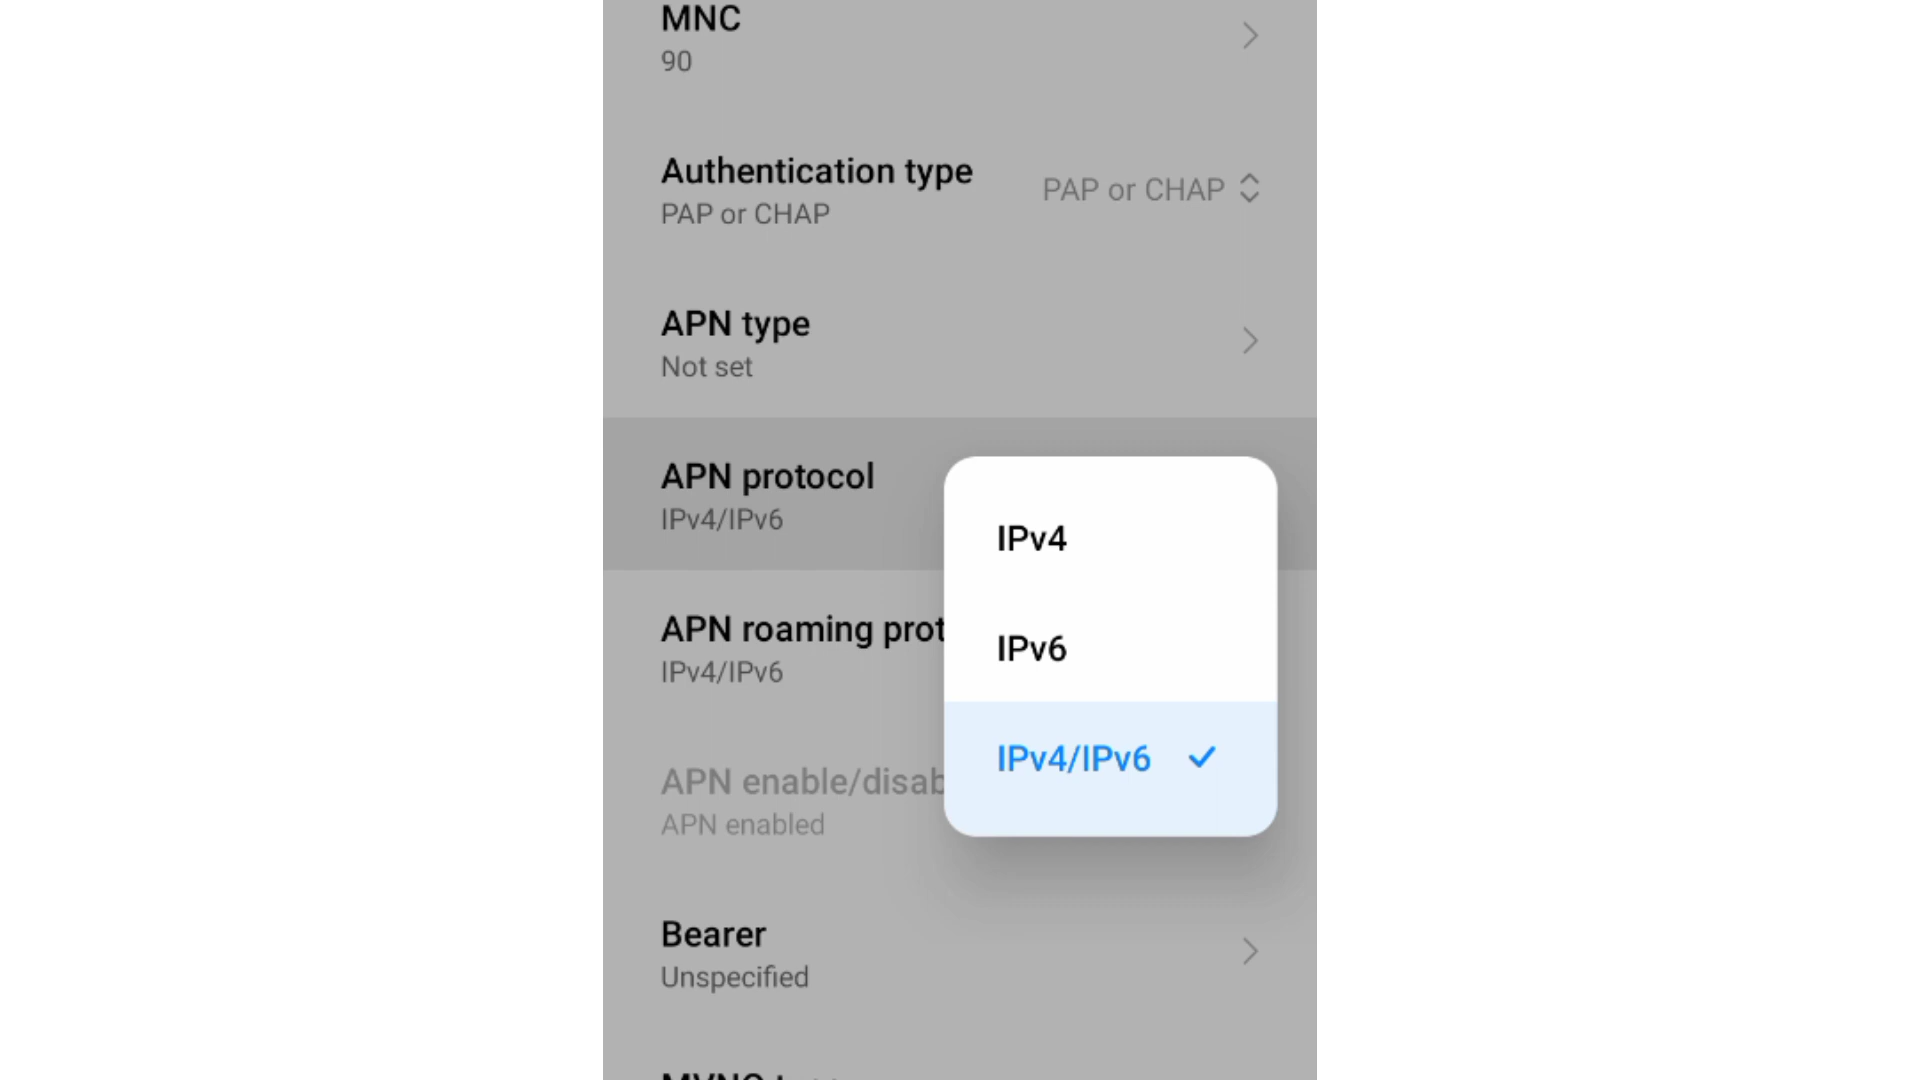 MNC
90
Authentication type
PAP or CHAP
PAP or CHAP
APN type
Not set
APN protocol
IPv4/IPv6
IPv4
IPv6
IPv4/IPv6
APN roaming prot
IPv4/IPv6
APN enable/disab
APN enabled
Bearer
Unspecified